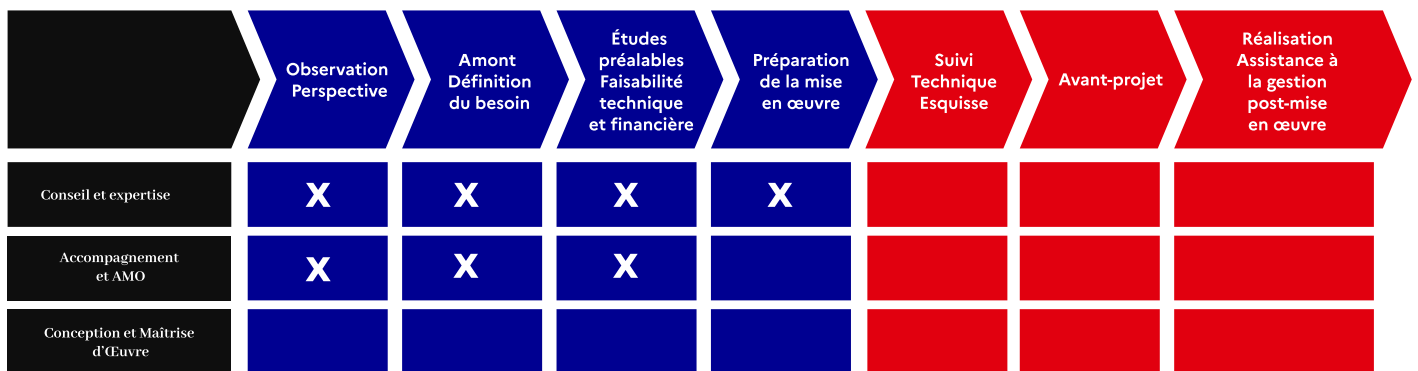 Observation
Perspective
Amont
Définition
du besoin
Études
préalables
Faisabilité
technique
et financière
Préparation
de la mise
en œuvre
Suivi
Technique
Esquisse
Avant-projet
Réalisation
Assistance à
la gestion
post-mise
en œuvre
Conseil et expertise
X X X X
Accompagnement
et AMO
X X X
Conception et Maîtrise
d'Œuvre